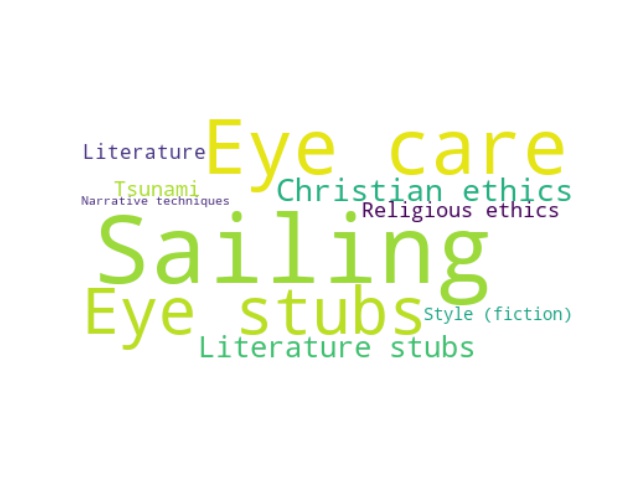 Eye care
Literature
Tsunami
Christian ethics
Narrative techniques
Religious ethics
Sailing
Eye stubs
Style (fiction)
Literature stubs